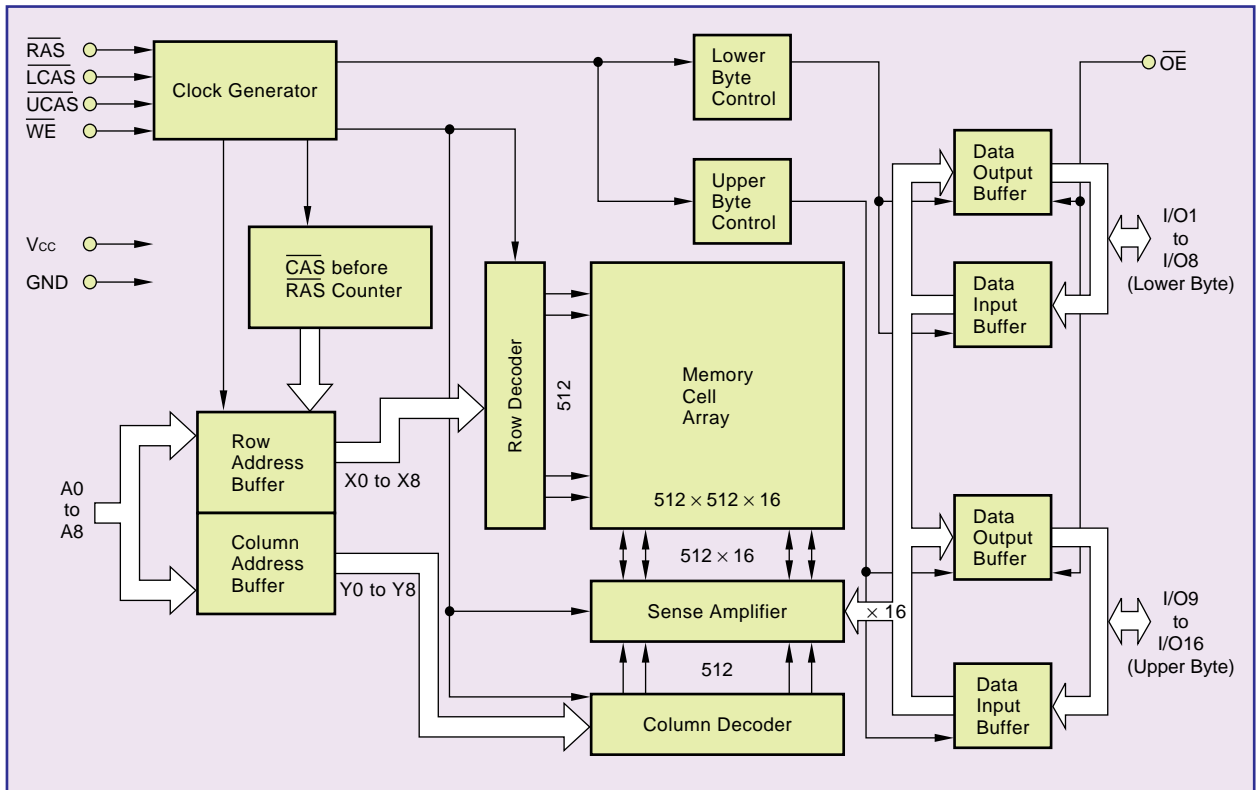 RAS
LCAS
UCAS
WE
Clock Generator
Lower
Byte
Control
OE
Upper
Byte
Control
Data
Output
Buffer
I/O1
to
I/O8
(Lower Byte)
Data
Input
Buffer
Vcc
GND
CAS before
RAS Counter
Row Decoder
512
Memory
Cell
Array
512 × 512 × 16
A0
to
A8
Row
Address
Buffer
X0 to X8
Column
Address
Buffer
Y0 to Y8
512 × 16
Sense Amplifier
× 16
512
Column Decoder
Data
Output
Buffer
I/O9
to
I/O16
(Upper Byte)
Data
Input
Buffer